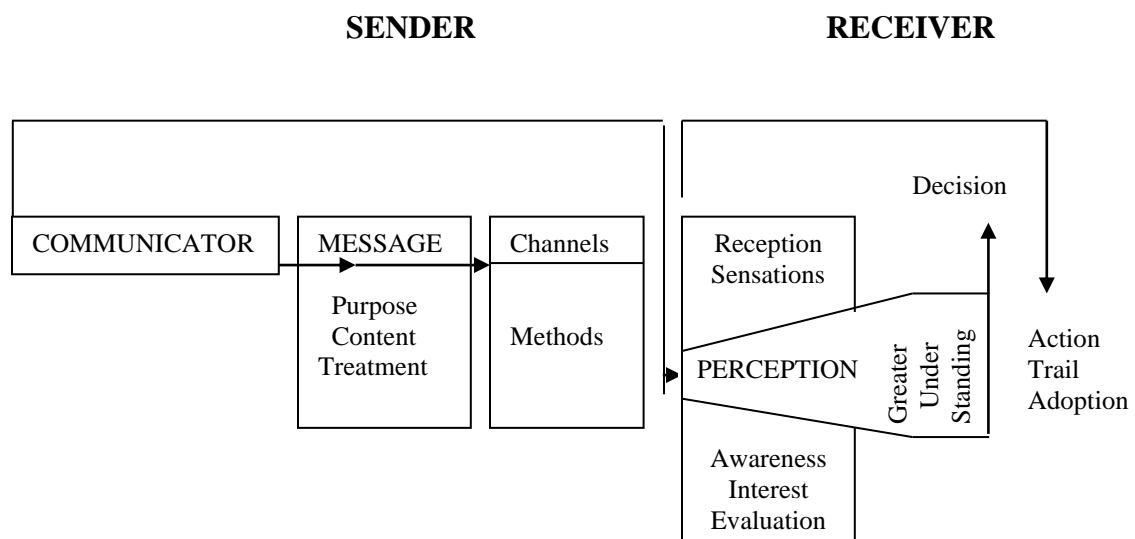 SENDER
RECEIVER
Decision
COMMUNICATOR
MESSAGE
Purpose
Content
Treatment
Channels
Methods
Reception
Sensations
PERCEPTION
Greater
Under
Standing
Action
Trail
Adoption
Awareness
Interest
Evaluation